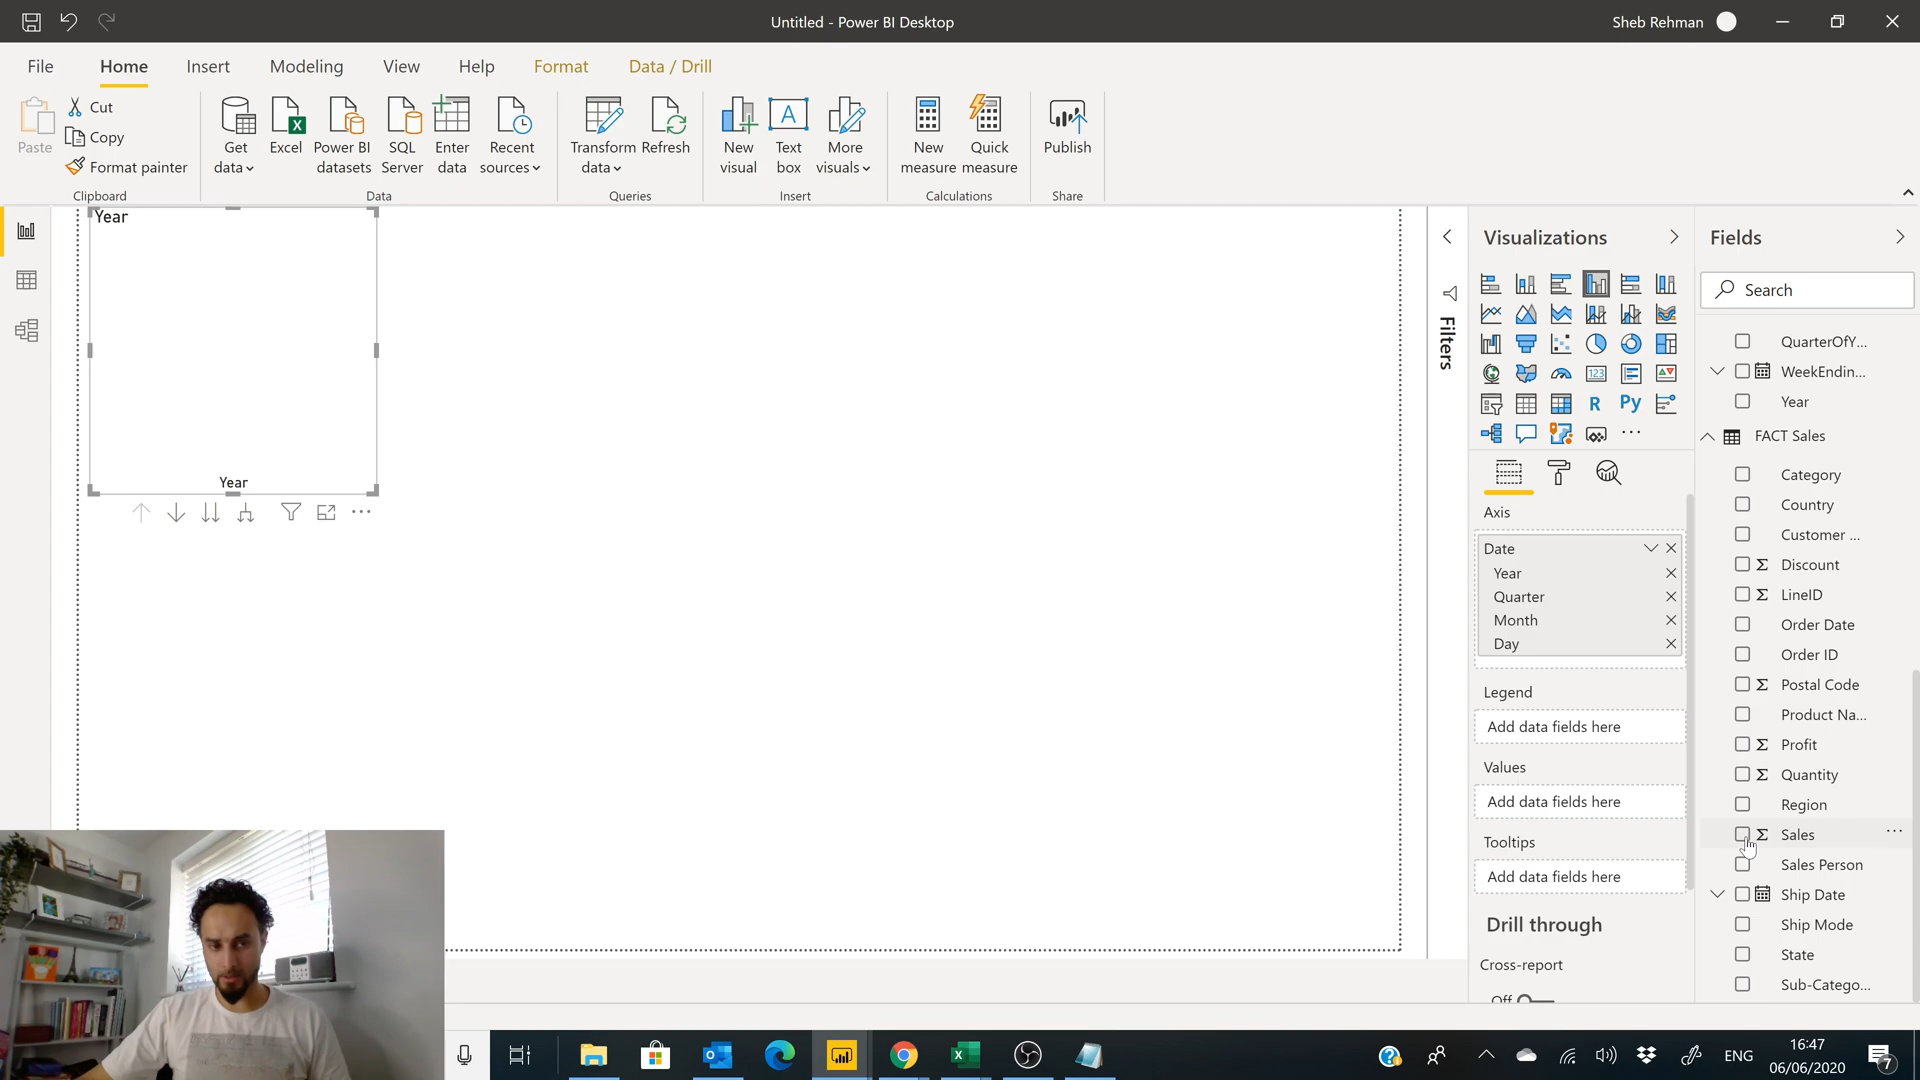 Untitled - Power BI Desktop
Sheb Rehman
File Home Insert Modeling View Help Format Data / Drill
Paste
Cut
Copy
Format painter
Clipboard
Get data
Excel
Power BI datasets
SQL Server
Enter data
Recent sources
Data
Transform data
Refresh
Queries
New visual
Text box
More visuals
Insert
New measure
Quick measure
Calculations
Publish
Share
Year
Year
Filters
Visualizations
123
R
Py
Axis
Date
Year
Quarter
Month
Day
Legend
Add data fields here
Values
Add data fields here
Tooltips
Add data fields here
Drill through
Cross-report
Off
Fields
Search
QuarterOfY...
WeekEndin...
Year
FACT Sales
Category
Country
Customer ...
Σ Discount
Σ LineID
Order Date
Order ID
Σ Postal Code
Product Na...
Σ Profit
Σ Quantity
Region
Σ Sales
Sales Person
Ship Date
Ship Mode
State
Sub-Catego...
ENG
16:47
06/06/2020
7